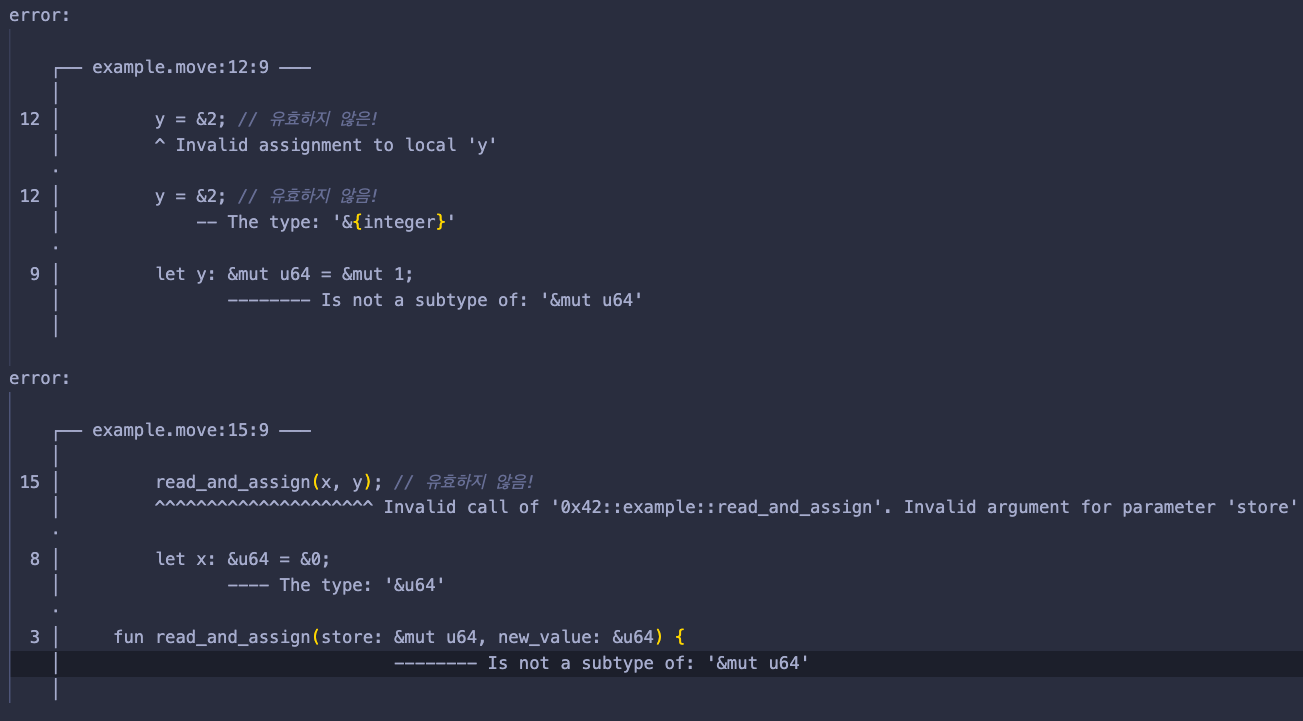 error:
┌── example.move:12:9 ───
│
12 │ y = &2; // 유효하지 않은!
│ ^ Invalid assignment to local 'y'
·
12 │ y = &2; // 유효하지 않음!
│ -- The type: '&{integer}'
·
9 │ let y: &mut u64 = &mut 1;
│ -------- Is not a subtype of: '&mut u64'
│
error:
┌── example.move:15:9 ───
│
15 │ read_and_assign(x, y); // 유효하지 않음!
│ ^^^^^^^^^^^^^^^^^^^^^ Invalid call of '0x42::example::read_and_assign'. Invalid argument for parameter 'store'
·
8 │ let x: &u64 = &0;
│ ---- The type: '&u64'
·
3 │ fun read_and_assign(store: &mut u64, new_value: &u64) {
│ -------- Is not a subtype of: '&mut u64'
│